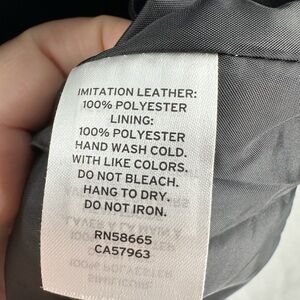 IMITATION LEATHER:
100% POLYESTER
LINING:
100% POLYESTER
HAND WASH COLD.
WITH LIKE COLORS.
DO NOT BLEACH.
HANG TO DRY.
DO NOT IRON.
RN58665
CA57963